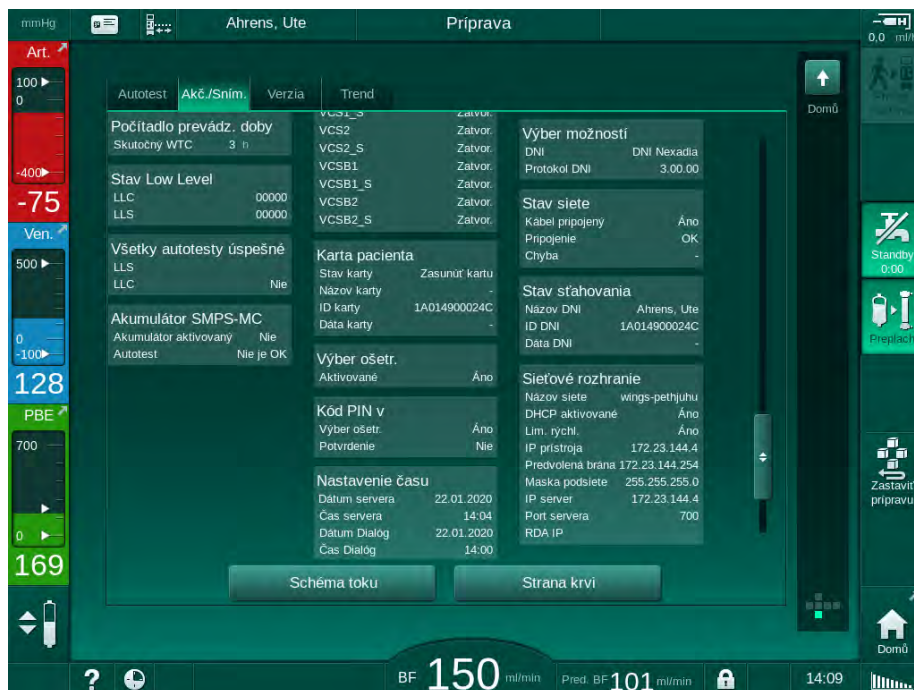 mmHg
Ahrens, Ute
Príprava
0,0 ml/h
Art.
100
0
-400
-75
Ven.
500
0
-100
128
PBE
700
0
169
Autotest
Akč./Sním.
Verzia
Trend
Domů
Počítadlo prevádz. doby
Skutočný WTC 3 h
Stav Low Level
LLC 00000
LLS 00000
Všetky autotesty úspešné
LLS
LLC Nie
Akumulátor SMPS-MC
Akumulátor aktivovaný Nie
Autotest Nie je OK
VCS1_S Zatvor.
VCS2 Zatvor.
VCS2_S Zatvor.
VCSB1 Zatvor.
VCSB1_S Zatvor.
VCSB2 Zatvor.
VCSB2_S Zatvor.
Karta pacienta
Stav karty Zasunúť kartu
Názov karty -
ID karty 1A014900024C
Dáta karty -
Výber ošetr.
Aktivované Áno
Kód PIN v
Výber ošetr. Áno
Potvrdenie Nie
Nastavenie času
Dátum servera 22.01.2020
Čas servera 14:04
Dátum Dialóg 22.01.2020
Čas Dialóg 14:00
Výber možností
DNI DNI Nexadia
Protokol DNI 3.00.00
Stav siete
Kábel pripojený Áno
Pripojenie OK
Chyba -
Stav sťahovania
Názov DNI Ahrens, Ute
ID DNI 1A014900024C
Dáta DNI -
Sieťové rozhranie
Názov siete wings-pethjuhu
DHCP aktivované Áno
Lim. rýchl. Áno
IP prístroja 172.23.144.4
Predvolená brána 172.23.144.254
Maska podsiete 255.255.255.0
IP server 172.23.144.4
Port servera 700
RDA IP
Schéma toku
Strana krvi
Standby
0:00
Preplach
Zastaviť
prípravu
Domů
?
BF 150 ml/min
Pred. BF 101 ml/min
14:09